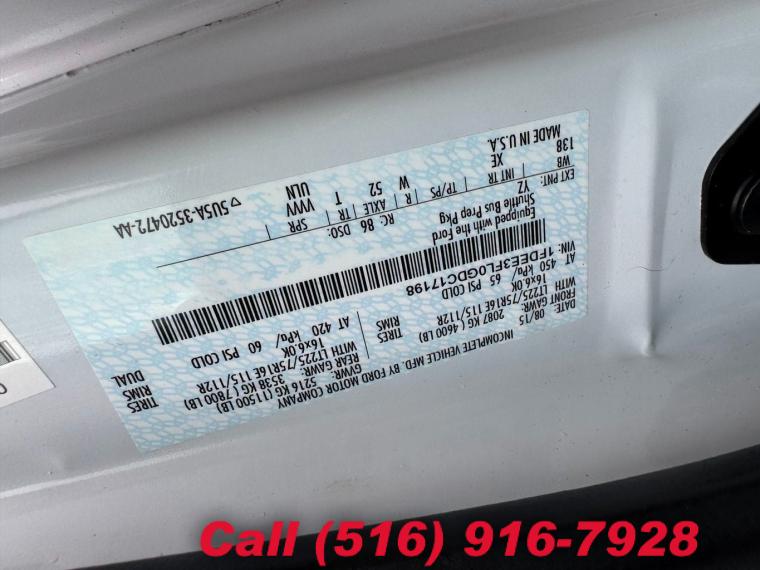 INCOMPLETE VEHICLE MFD. BY FORD MOTOR COMPANY
DATE: 08/15 GVWR: 5216 KG (11500 LB)
FRONT GAWR: 2087 KG (4600 LB) REAR GAWR: 3538 KG (7800 LB)
WITH LT225/75R16E 115/112R TIRES WITH LT225/75R16E 115/112R TIRES
16x6.0K RIMS 16x6.0K RIMS
AT 450 kPa/ 65 PSI COLD AT 420 kPa/ 60 PSI COLD DUAL
VIN: 1FDEE3FL0GDC17198
Equipped with the Ford
Shuttle Bus Prep Pkg
EXT PNT: YZ RC: 86 DSO:
WB INT TR TP/PS R AXLE TR SPR
138 XE W 52 T VVVV
MADE IN U.S.A. ULN
▽ 5U5A-3520472-AA
Call (516) 916-7928